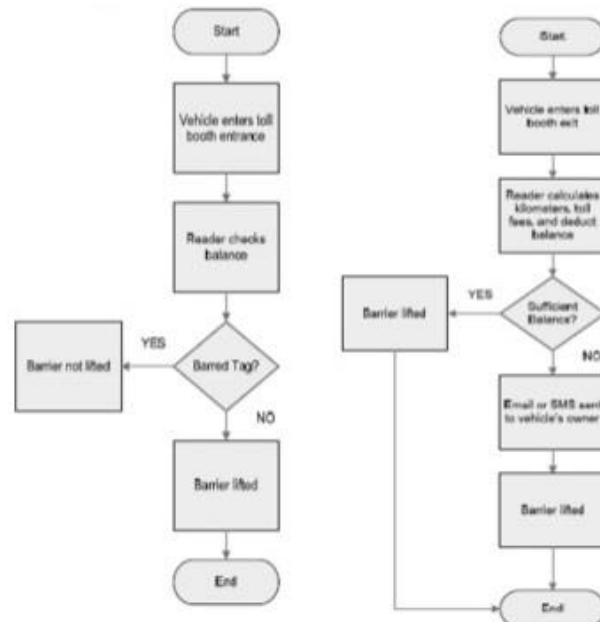 Start
Vehicle enters toll
booth entrance
Reader checks
balance
Barred Tag?
YES
Barrier not lifted
NO
Barrier lifted
End
Start
Vehicle enters toll
booth exit
Reader calculates
kilometers, toll
fees, and deduct
balance
Sufficient
Balance?
YES
Barrier lifted
NO
Email or SMS sent
to vehicle's owner
Barrier lifted
End